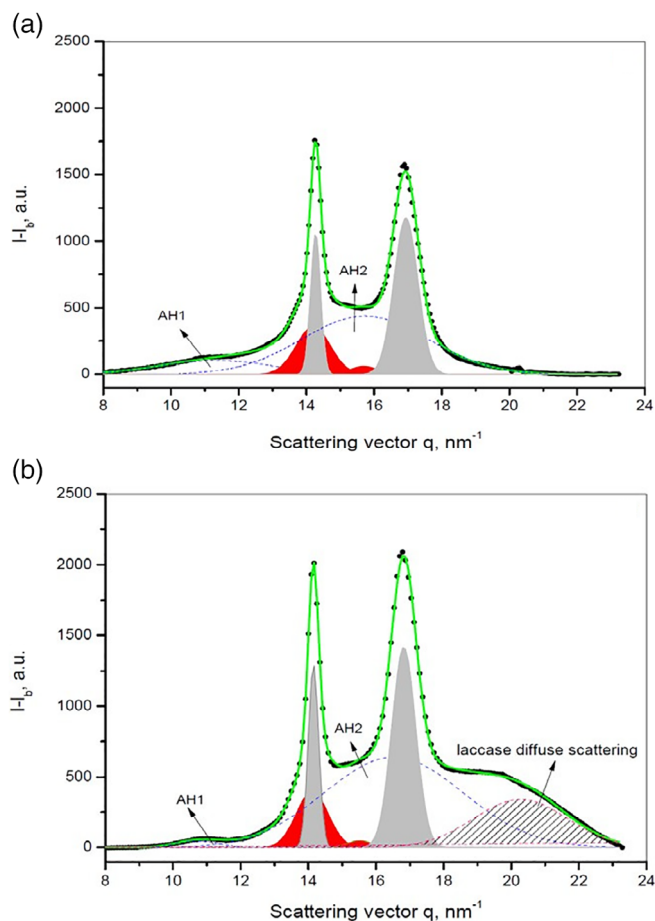 (a)
2500
2000
1500
1000
500
0
I-I_b, a.u.
AH1
AH2
8 10 12 14 16 18 20 22 24
Scattering vector q, nm⁻¹
(b)
2500
2000
1500
1000
500
0
I-I_b, a.u.
AH1
AH2
laccase diffuse scattering
8 10 12 14 16 18 20 22 24
Scattering vector q, nm⁻¹